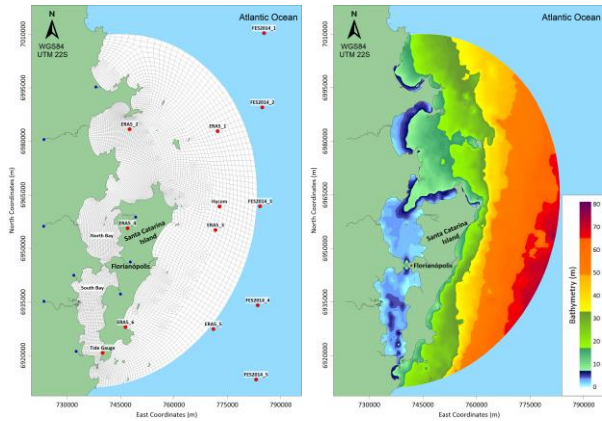 Atlantic Ocean
N
WGS84
UTM 22S
FES2014_1
FES2014_2
ERA5_2
ERA5_1
Hycom
FES2014_3
ERA5_4
ERA5_3
North Bay
Santa Catarina
Island
Florianópolis
South Bay
FES2014_4
ERA5_6
ERA5_5
Tide Gauge
FES2014_5
North Coordinates (m)
7010000
6995000
6980000
6965000
6950000
6935000
6920000
730000
745000
760000
775000
790000
East Coordinates (m)
Atlantic Ocean
N
WGS84
UTM 22S
Santa Catarina
Island
Florianópolis
North Coordinates (m)
7010000
6995000
6980000
6965000
6950000
6935000
6920000
730000
745000
760000
775000
790000
East Coordinates (m)
Bathymetry (m)
80
70
60
50
40
30
20
10
0